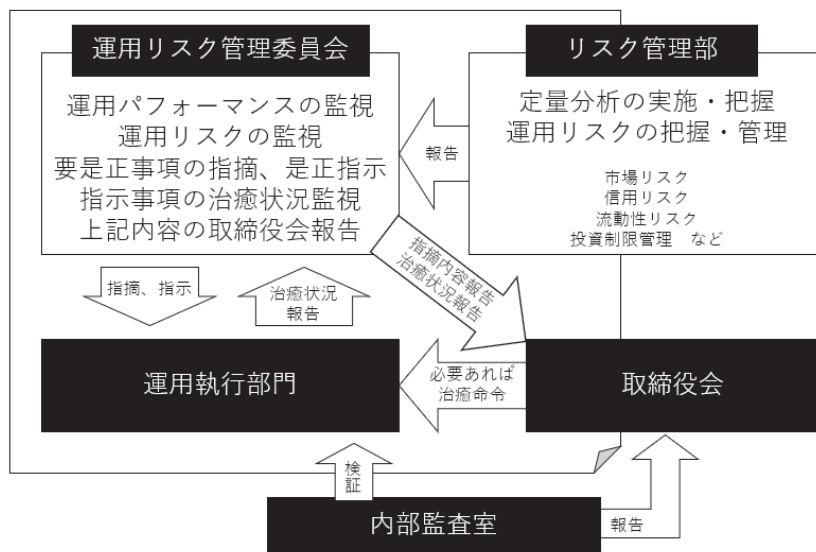 運用リスク管理委員会
運用パフォーマンスの監視
運用リスクの監視
要是正事項の指摘、是正指示
指示事項の治癒状況監視
上記内容の取締役会報告
リスク管理部
定量分析の実施・把握
運用リスクの把握・管理
市場リスク
信用リスク
流動性リスク
投資制限管理　など
報告
指摘内容報告
治癒状況報告
指摘、指示
治癒状況
報告
運用執行部門
必要あれば
治癒命令
取締役会
検証
内部監査室
報告